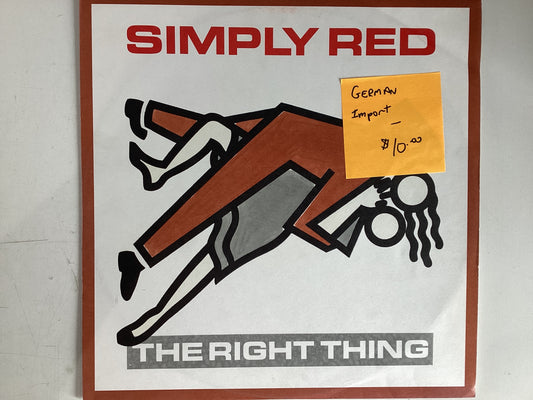 SIMPLY RED
GERMAN
Import
—
$10.00
THE RIGHT THING